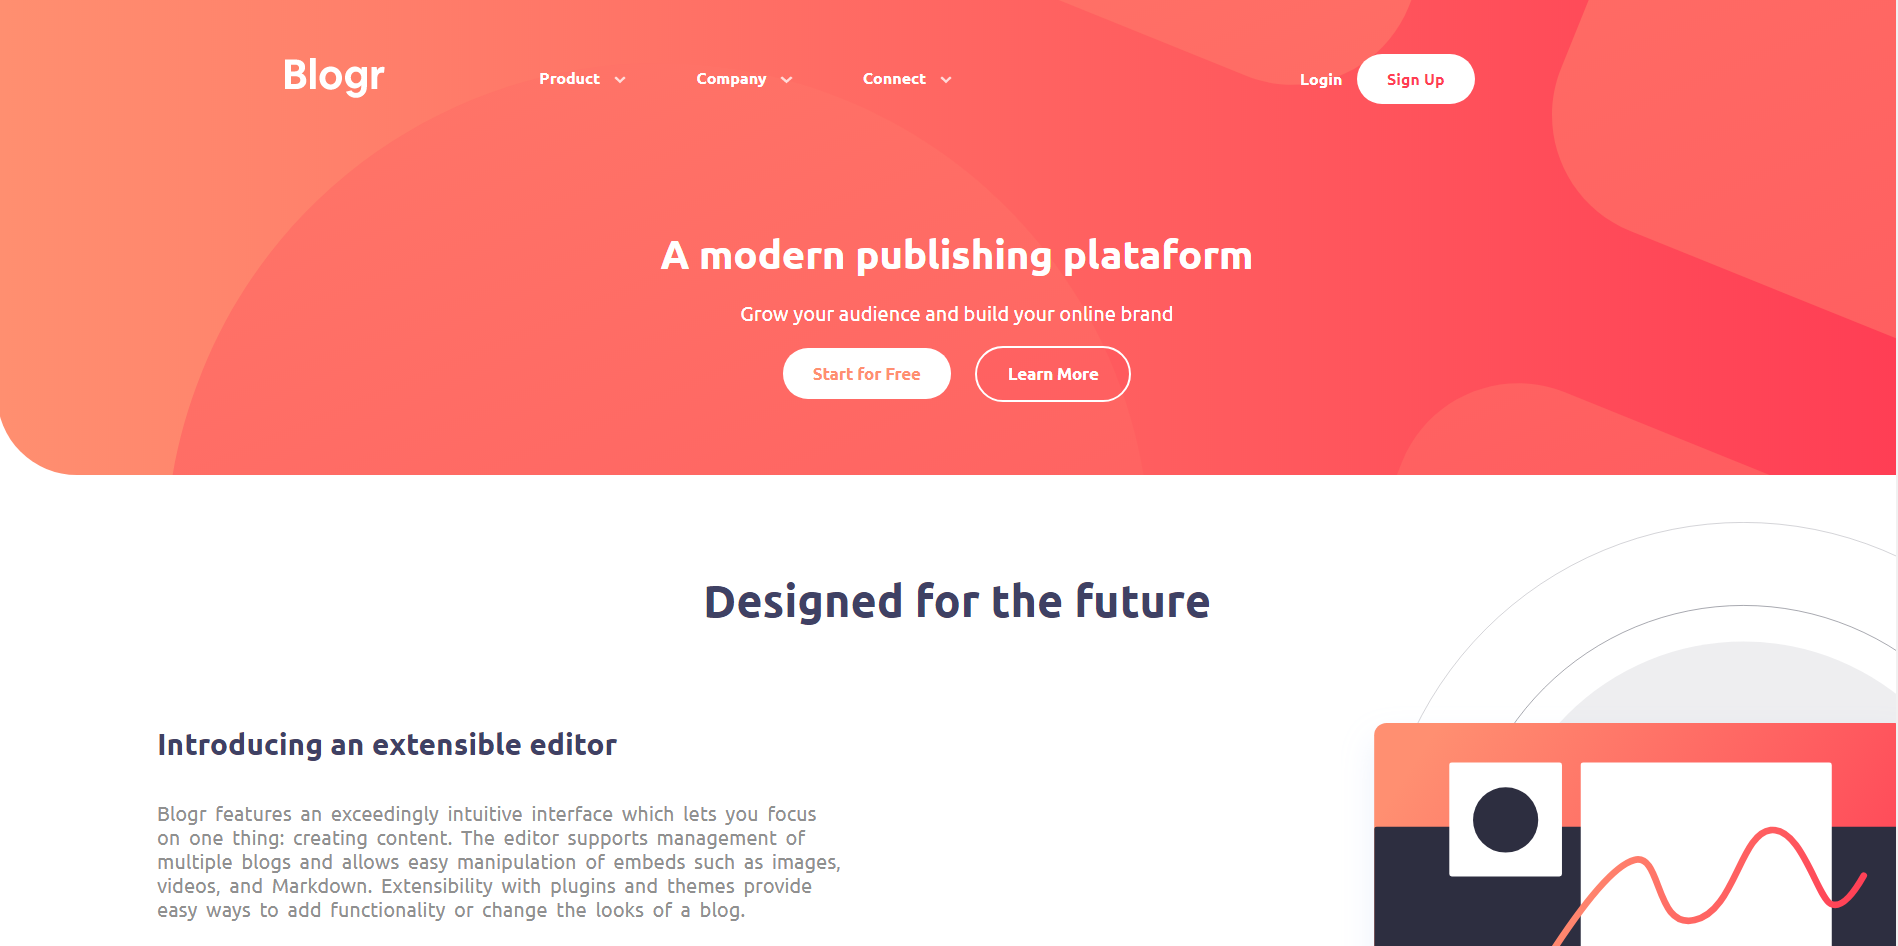 Blogr
Product
Company
Connect
Login
Sign Up
A modern publishing plataform
Grow your audience and build your online brand
Start for Free
Learn More
Designed for the future
Introducing an extensible editor
Blogr features an exceedingly intuitive interface which lets you focus
on one thing: creating content. The editor supports management of
multiple blogs and allows easy manipulation of embeds such as images,
videos, and Markdown. Extensibility with plugins and themes provide
easy ways to add functionality or change the looks of a blog.